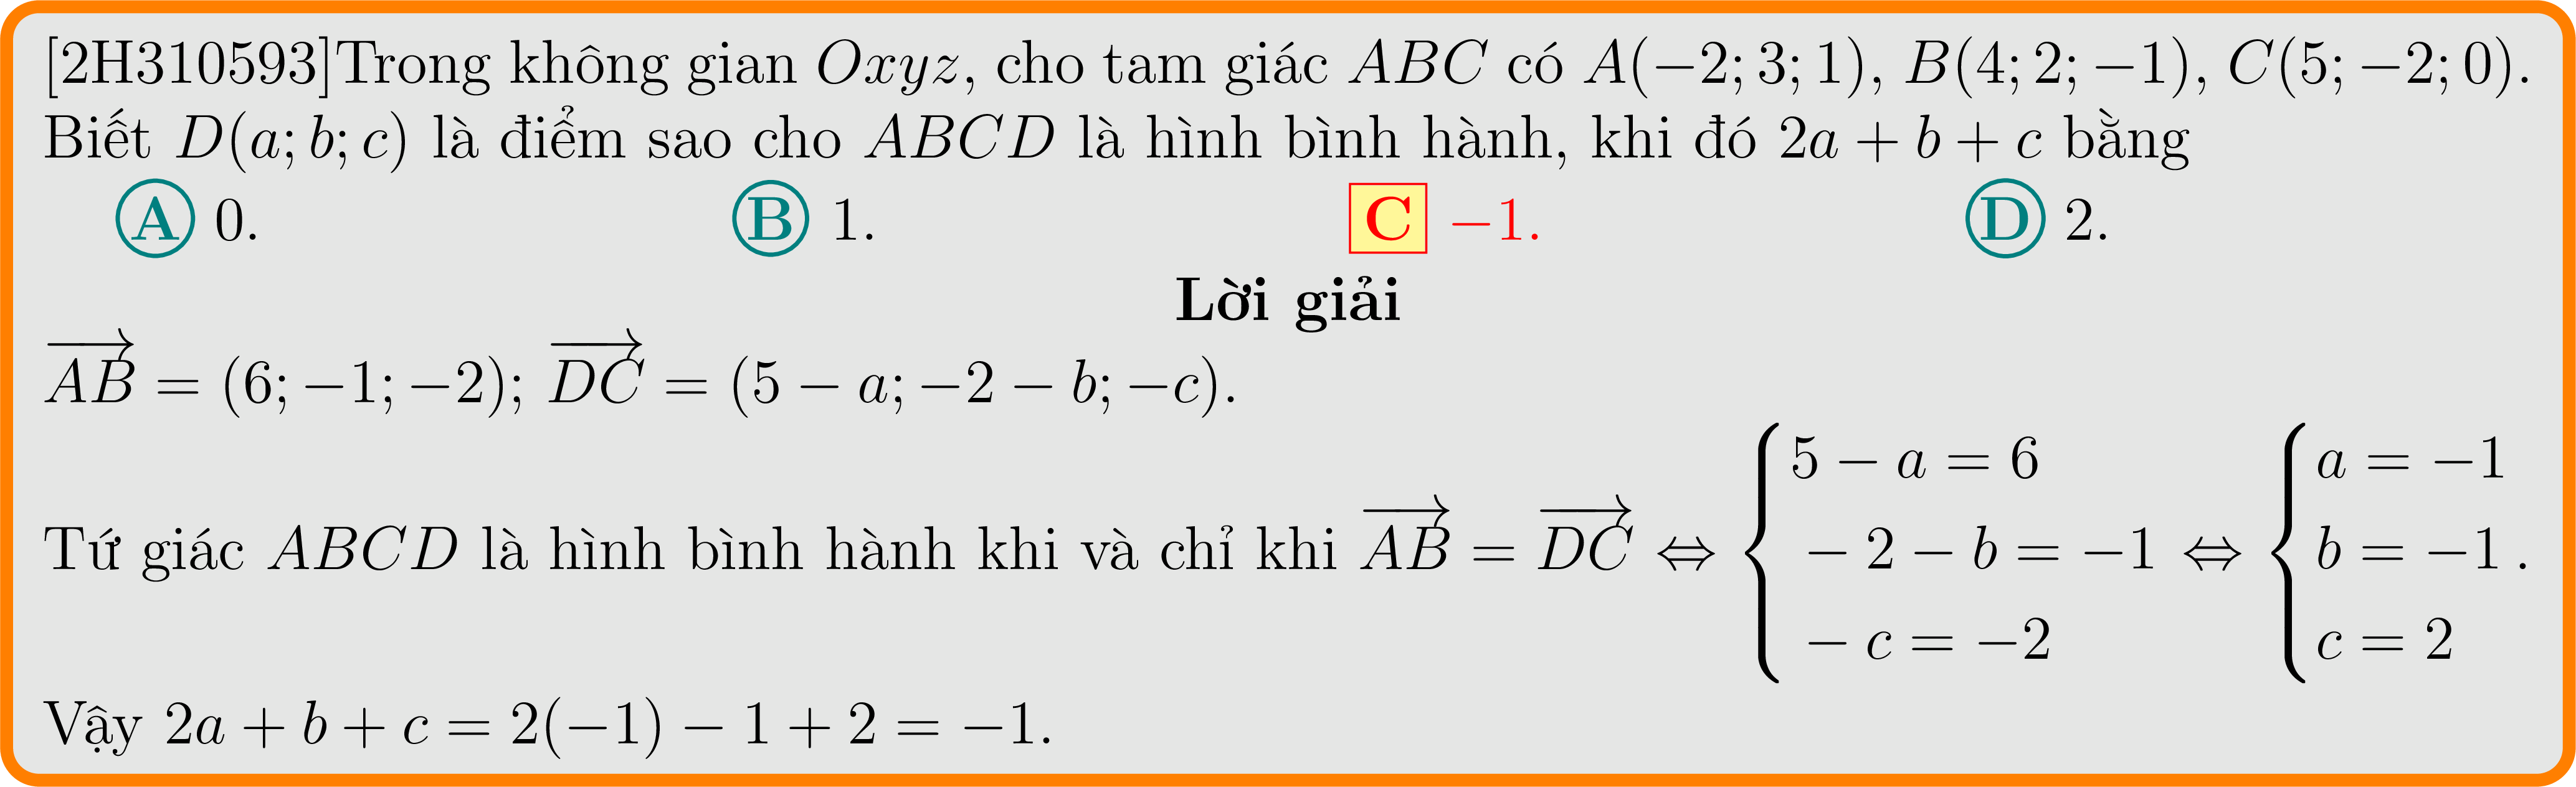 [2H310593]Trong không gian Oxyz, cho tam giác ABC có A(−2; 3; 1), B(4; 2; −1), C(5; −2; 0).
Biết D(a; b; c) là điểm sao cho ABCD là hình bình hành, khi đó 2a + b + c bằng
A 0. B 1. C −1. D 2.
Lời giải
$\overrightarrow{AB} = (6; -1; -2); \overrightarrow{DC} = (5 - a; -2 - b; -c).$
Tứ giác ABCD là hình bình hành khi và chỉ khi $\overrightarrow{AB} = \overrightarrow{DC} \Leftrightarrow \begin{cases} 5 - a = 6 \\ -2 - b = -1 \\ -c = -2 \end{cases} \Leftrightarrow \begin{cases} a = -1 \\ b = -1 \\ c = 2 \end{cases}.$
Vậy 2a + b + c = 2(−1) − 1 + 2 = −1.